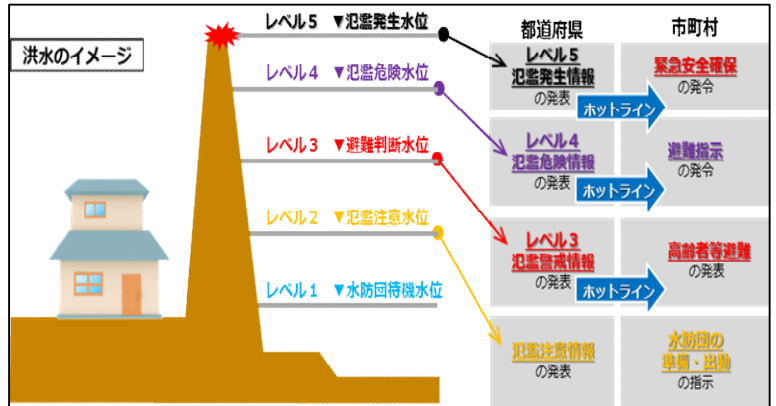 洪水のイメージ
レベル5 ▼氾濫発生水位
レベル4 ▼氾濫危険水位
レベル3 ▼避難判断水位
レベル2 ▼氾濫注意水位
レベル1 ▼水防団待機水位
都道府県
市町村
レベル5
氾濫発生情報
の発表
ホットライン
緊急安全確保
の発令
レベル4
氾濫危険情報
の発表
ホットライン
避難指示
の発令
レベル3
氾濫警戒情報
の発表
ホットライン
高齢者等避難
の発表
氾濫注意情報
の発表
水防団の
準備・出動
の指示